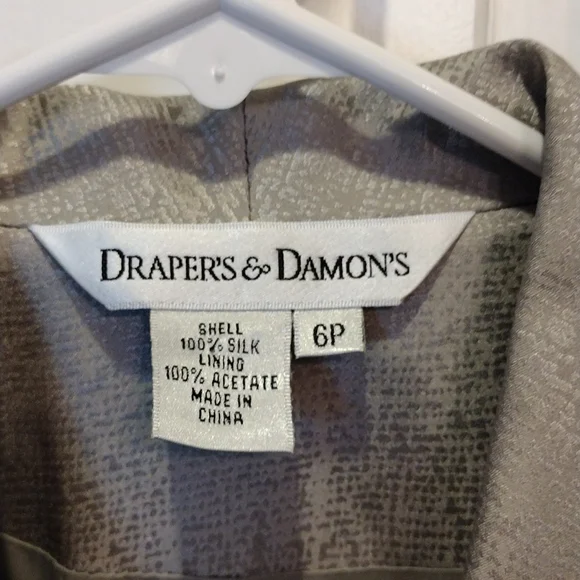 DRAPER'S & DAMON'S
SHELL
100% SILK
LINING
100% ACETATE
MADE IN
CHINA
6P